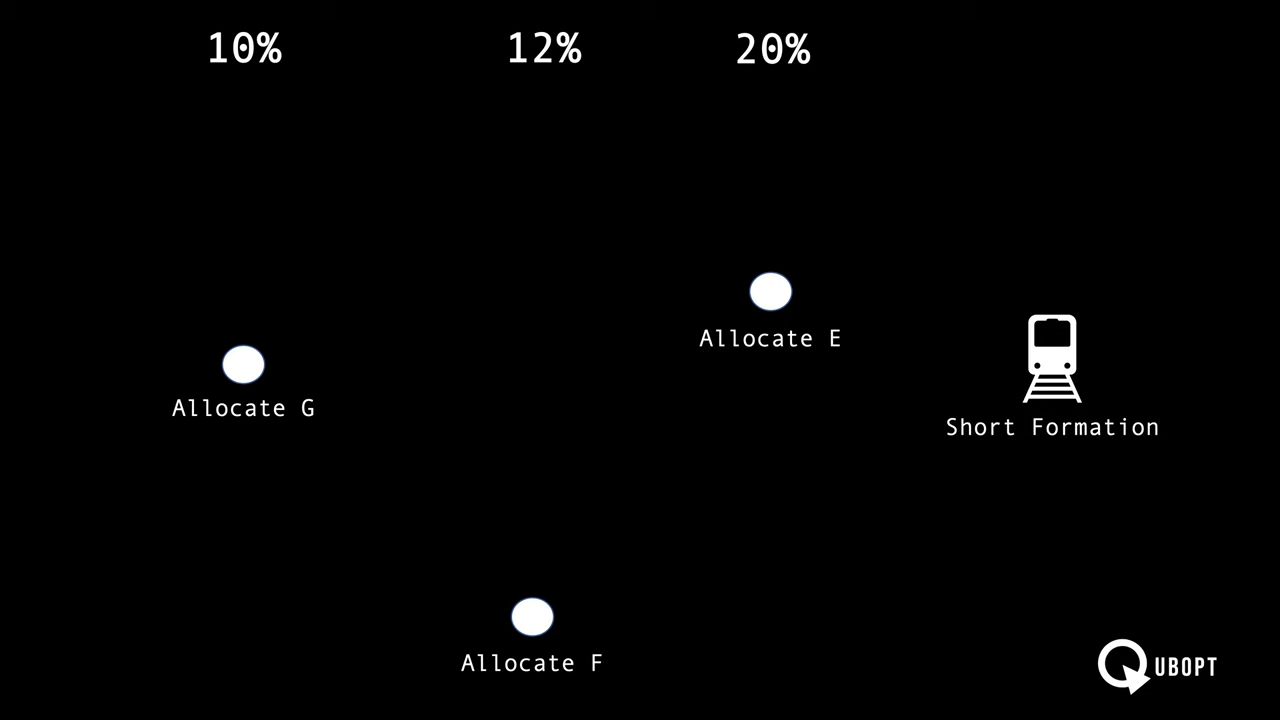 10% 12% 20%
Allocate E
Allocate G
Short Formation
Allocate F
QUBOPT